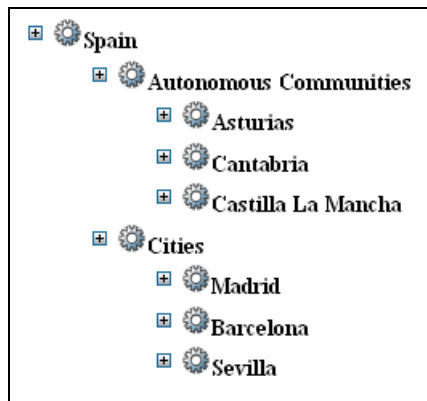 Spain
Autonomous Communities
Asturias
Cantabria
Castilla La Mancha
Cities
Madrid
Barcelona
Sevilla